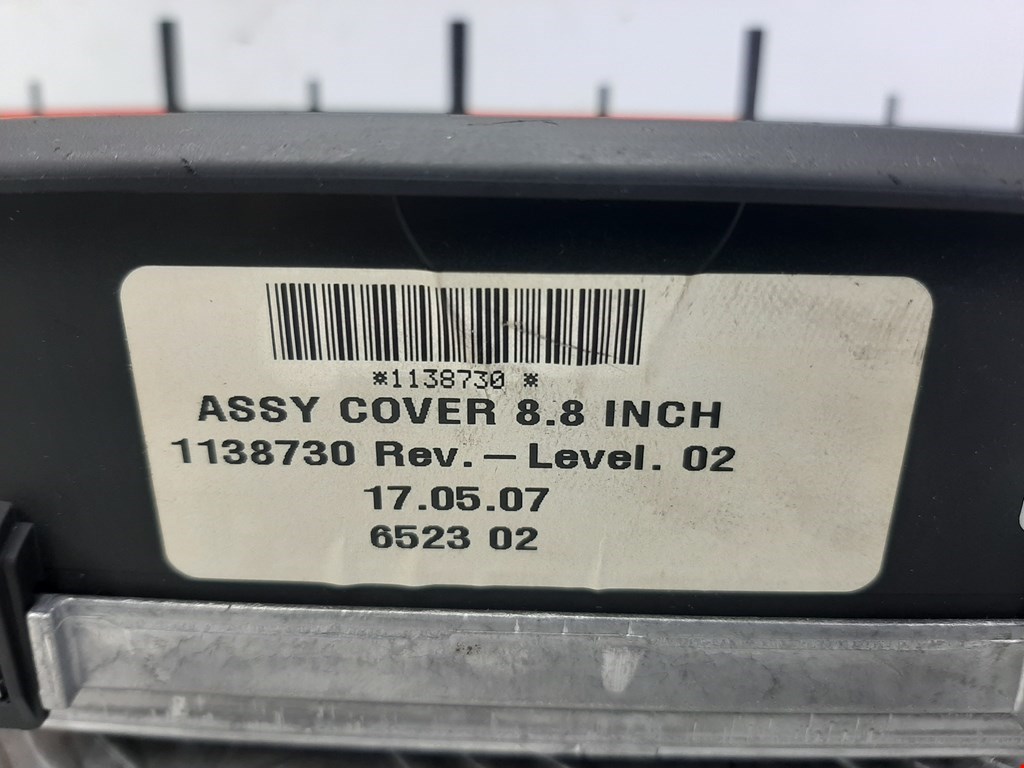 *1138730 *
ASSY COVER 8.8 INCH
1138730 Rev. – Level. 02
17.05.07
6523 02